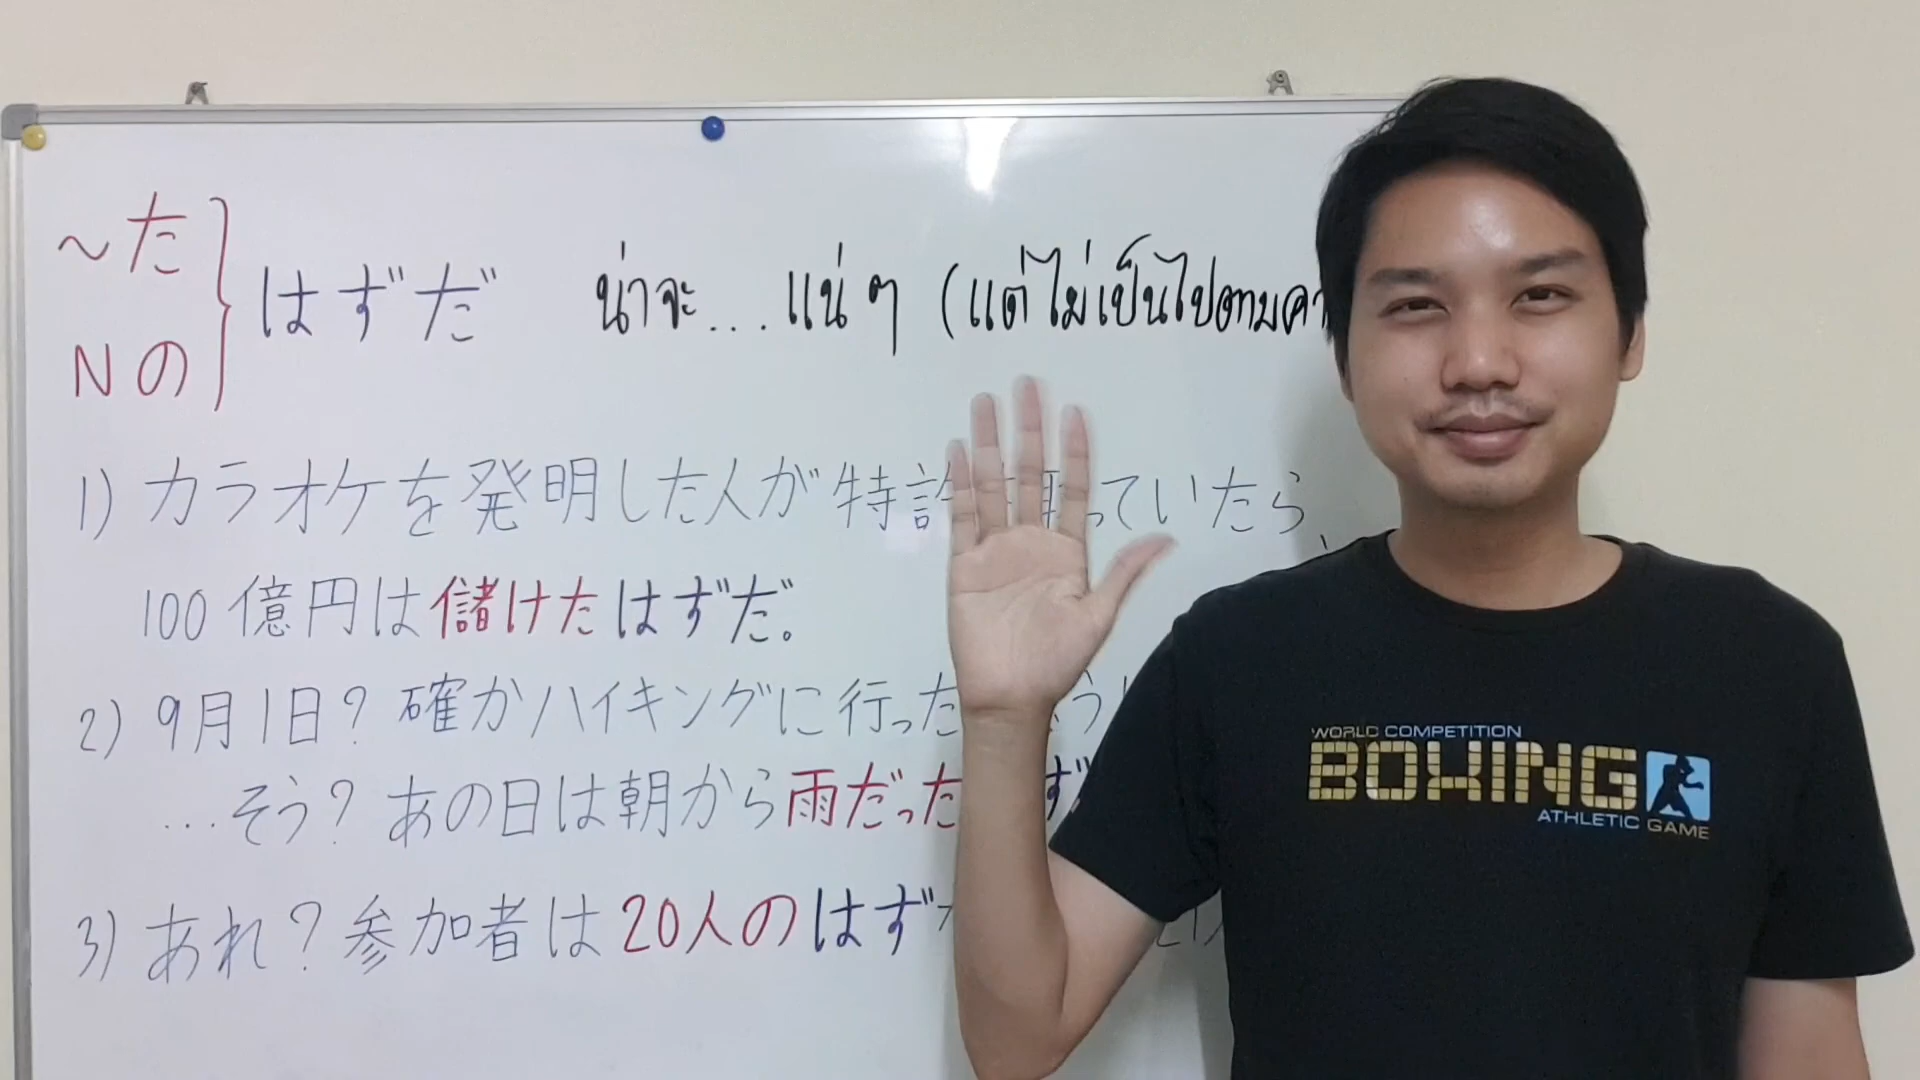 ～た
Nの
はずだ น่าจะ.... แน่ๆ (แต่ไม่เป็นไปตาม
1) カラオケを発明した人が特許 っていたら、
100億円は儲けたはずだ。
2) 9月1日？確かハイキングに行った
...そう？あの日は朝から雨だった ず
3) あれ？参加者は20人のはず
WORLD COMPETITION
BOXING
ATHLETIC GAME